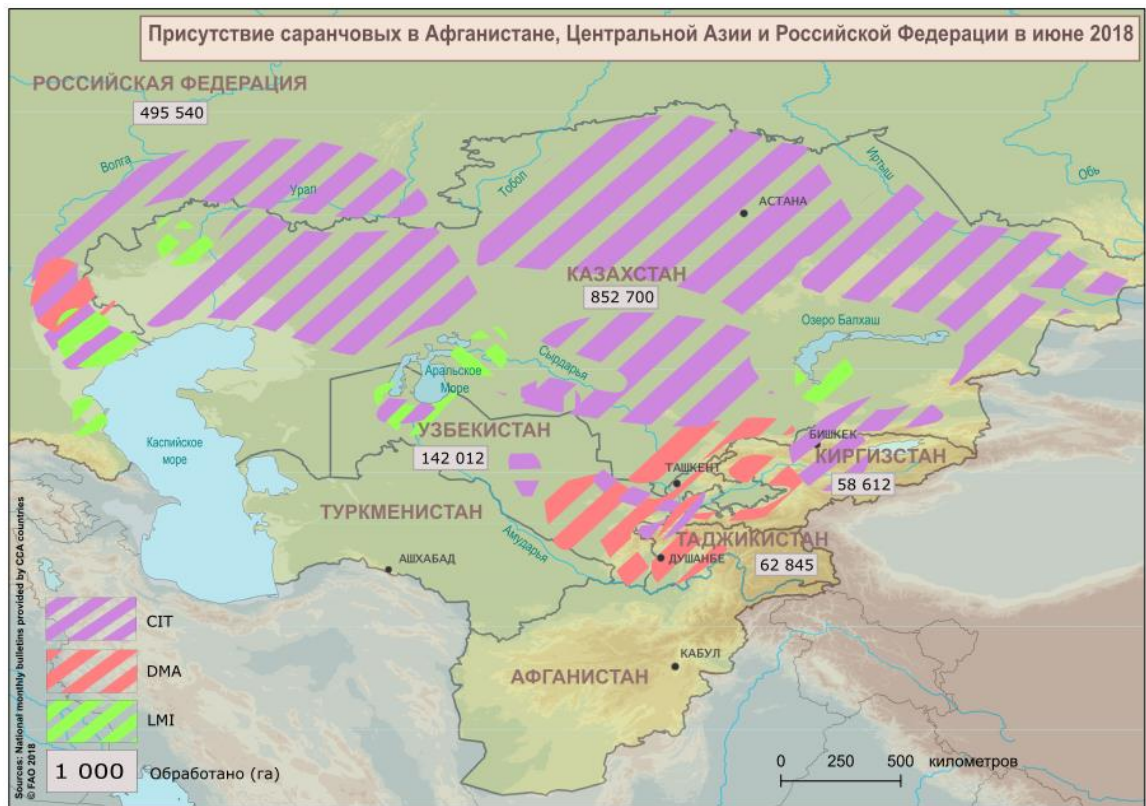 Присутствие саранчовых в Афганистане, Центральной Азии и Российской Федерации в июне 2018
РОССИЙСКАЯ ФЕДЕРАЦИЯ
495 540
Волга
Урал
Тобол
Иртыш
Обь
АСТАНА
КАЗАХСТАН
852 700
Озеро Балхаш
Сырдарья
Аральское
Море
УЗБЕКИСТАН
142 012
Каспийское
море
БИШКЕК
КИРГИЗСТАН
58 612
ТАШКЕНТ
ТУРКМЕНИСТАН
Амударья
ТАДЖИКИСТАН
ДУШАНБЕ
62 845
АШХАБАД
КАБУЛ
АФГАНИСТАН
CIT
DMA
LMI
1 000 Обработано (га)
0 250 500 километров
Sources: National monthly bulletins provided by CCA countries
© FAO 2018